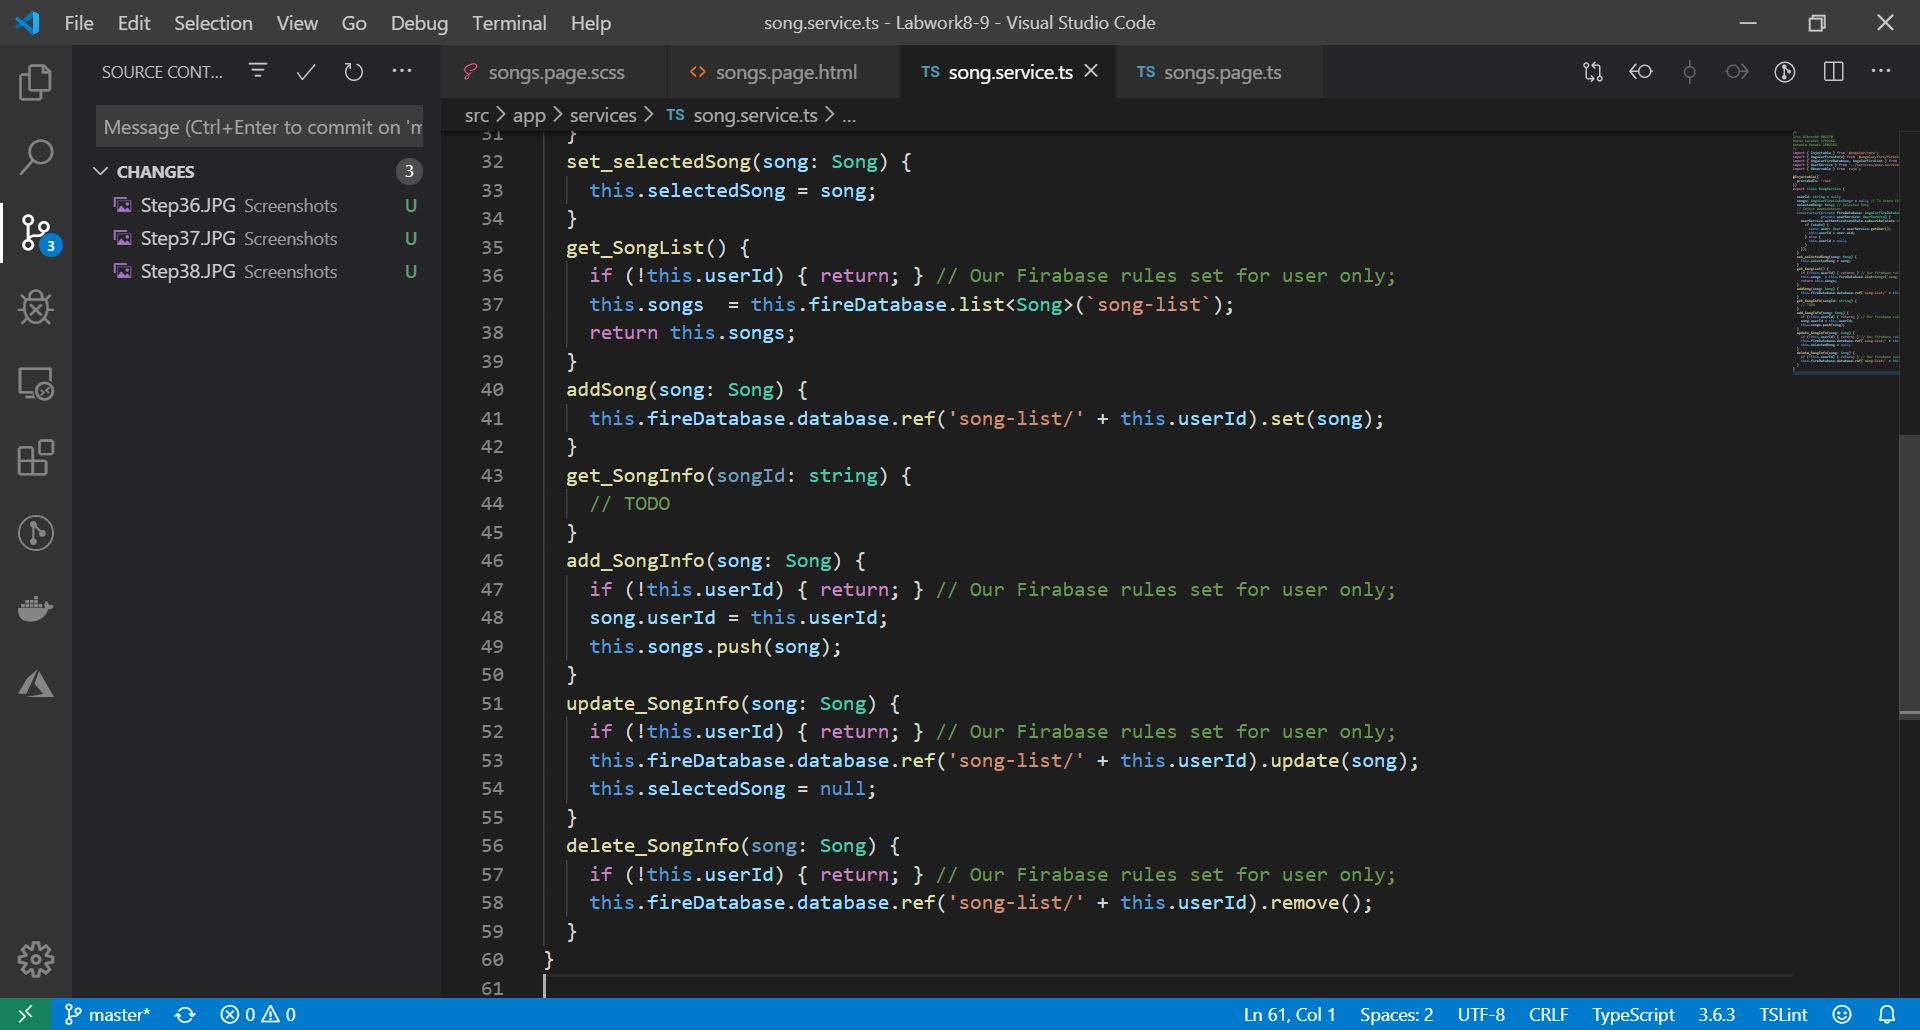 File Edit Selection View Go Debug Terminal Help
song.service.ts - Labwork8-9 - Visual Studio Code
SOURCE CONT...
songs.page.scss
songs.page.html
TS song.service.ts
TS songs.page.ts
src > app > services > TS song.service.ts > ...
Message (Ctrl+Enter to commit on 'm
CHANGES 3
Step36.JPG Screenshots U
Step37.JPG Screenshots U
Step38.JPG Screenshots U
3
31 }
32 set_selectedSong(song: Song) {
33 this.selectedSong = song;
34 }
35 get_SongList() {
36 if (!this.userId) { return; } // Our Firabase rules set for user only;
37 this.songs  = this.fireDatabase.list<Song>(`song-list`);
38 return this.songs;
39 }
40 addSong(song: Song) {
41 this.fireDatabase.database.ref('song-list/' + this.userId).set(song);
42 }
43 get_SongInfo(songId: string) {
44 // TODO
45 }
46 add_SongInfo(song: Song) {
47 if (!this.userId) { return; } // Our Firabase rules set for user only;
48 song.userId = this.userId;
49 this.songs.push(song);
50 }
51 update_SongInfo(song: Song) {
52 if (!this.userId) { return; } // Our Firabase rules set for user only;
53 this.fireDatabase.database.ref('song-list/' + this.userId).update(song);
54 this.selectedSong = null;
55 }
56 delete_SongInfo(song: Song) {
57 if (!this.userId) { return; } // Our Firabase rules set for user only;
58 this.fireDatabase.database.ref('song-list/' + this.userId).remove();
59 }
60 }
61
master* 0 0
Ln 61, Col 1 Spaces: 2 UTF-8 CRLF TypeScript 3.6.3 TSLint